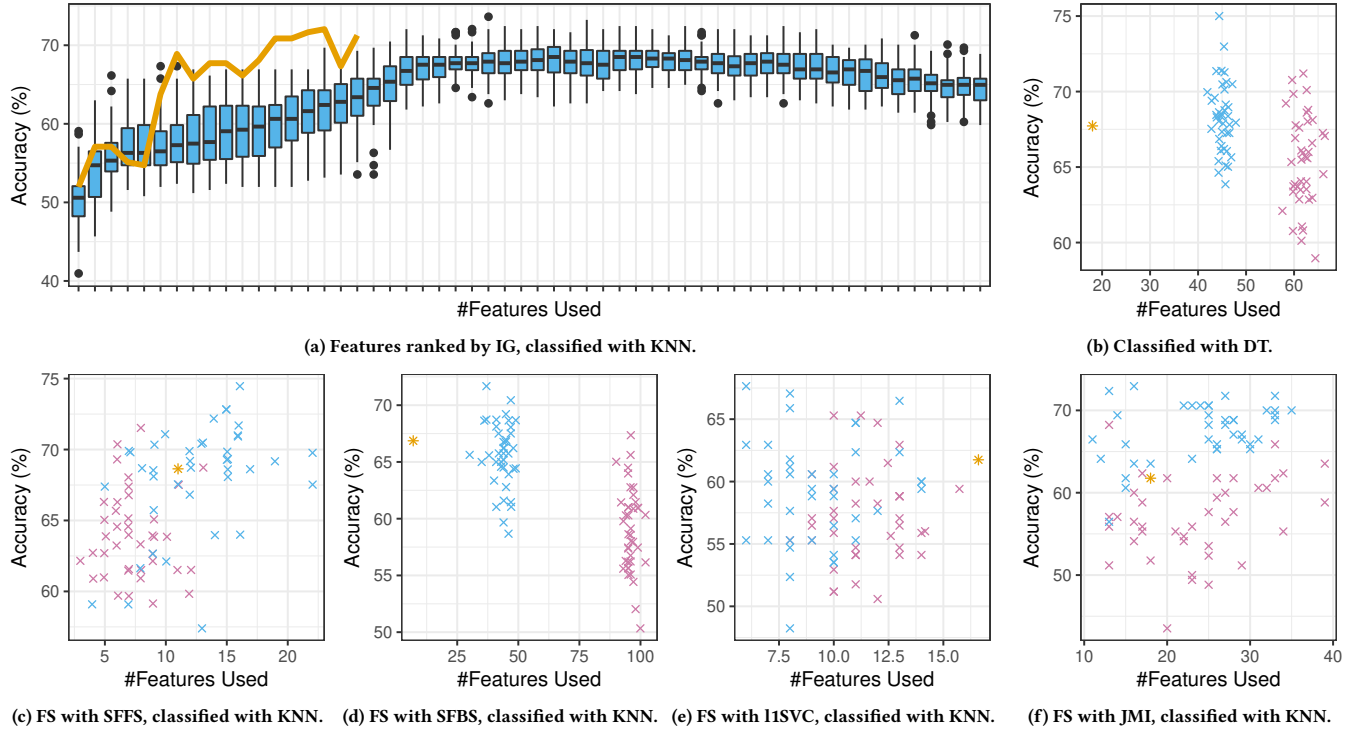 Accuracy (%)
70
60
50
40
#Features Used
(a) Features ranked by IG, classified with KNN.
Accuracy (%)
75
70
65
60
20 30 40 50 60
#Features Used
(b) Classified with DT.
Accuracy (%)
75
70
65
60
5 10 15 20
#Features Used
(c) FS with SFFS, classified with KNN.
Accuracy (%)
70
65
60
55
50
25 50 75 100
#Features Used
(d) FS with SFBS, classified with KNN.
Accuracy (%)
65
60
55
50
7.5 10.0 12.5 15.0
#Features Used
(e) FS with l1SVC, classified with KNN.
Accuracy (%)
70
60
50
10 20 30 40
#Features Used
(f) FS with JMI, classified with KNN.